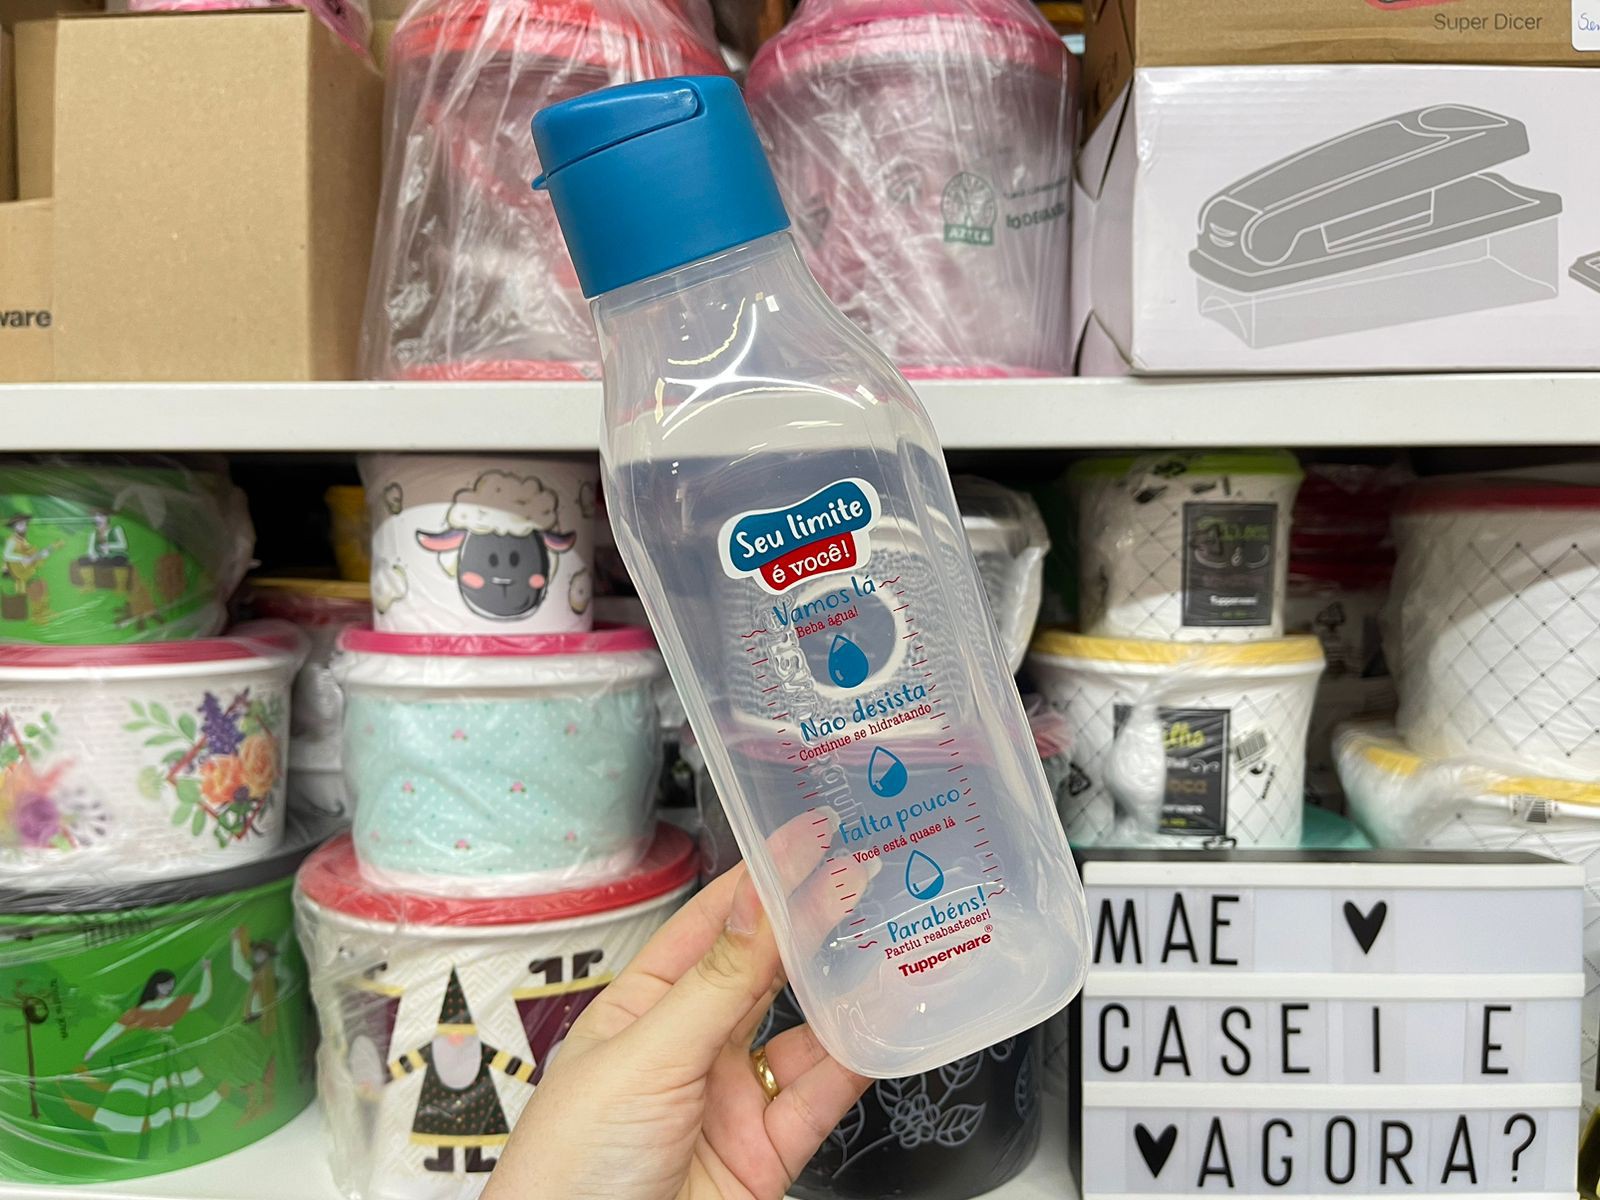 Super Dicer
ware
Seu limite
é você!
Vamos lá
Beba água!
Não desista
Continue se hidratando
Falta pouco
Você está quase lá
Parabéns!
Partiu reabastecer!
Tupperware®
MAE ♥
CASEI E
♥AGORA?